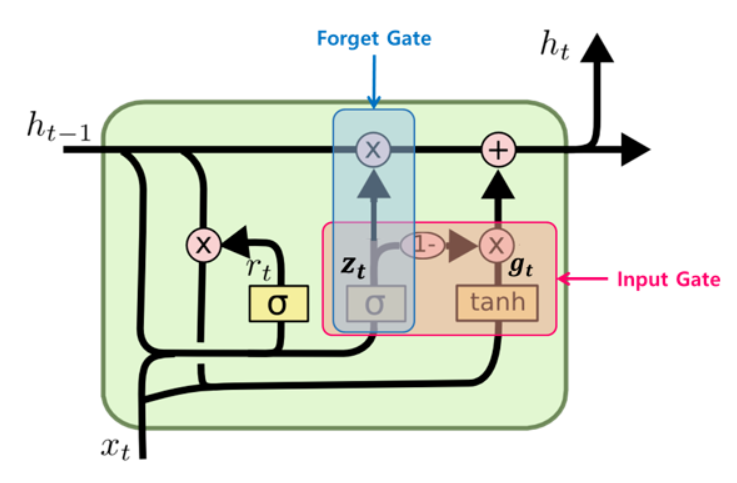 Forget Gate
h_t
h_{t-1}
x
+
x
r_t
z_t
1-
x
g_t
σ
σ
tanh
Input Gate
x_t